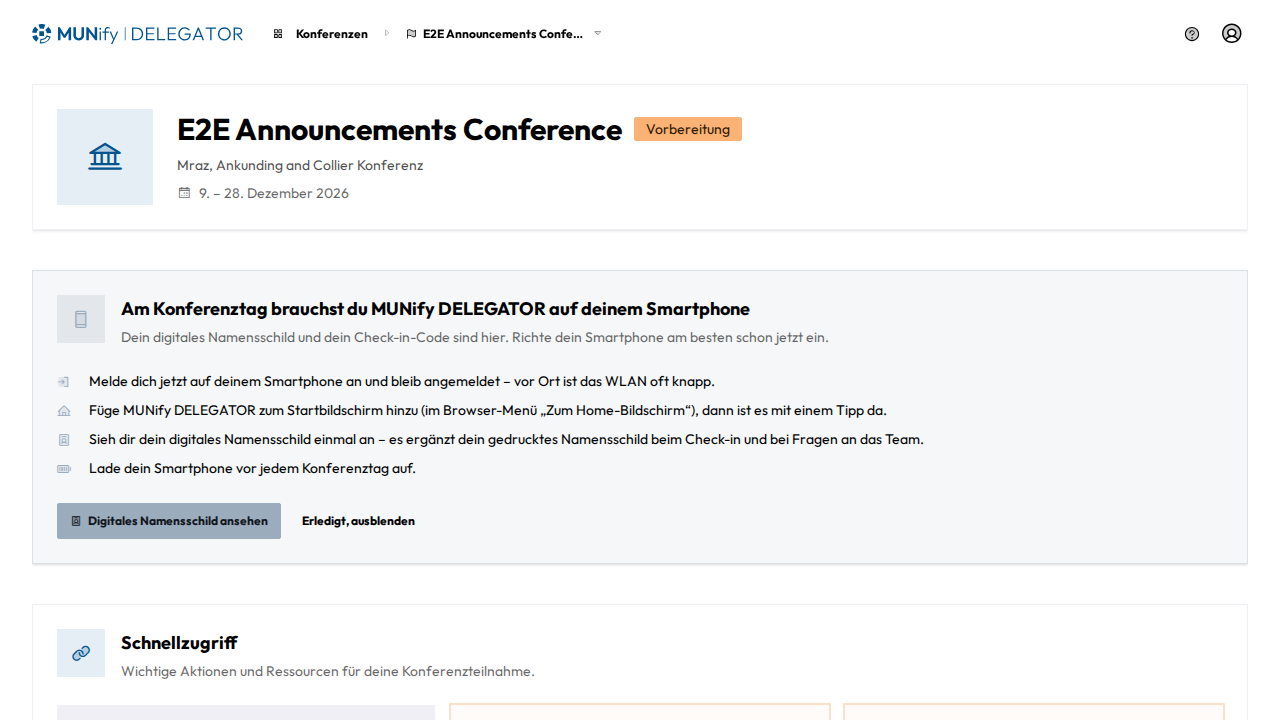 MUNify | DELEGATOR
Konferenzen
E2E Announcements Confe...
E2E Announcements Conference
Vorbereitung
Mraz, Ankunding and Collier Konferenz
9. – 28. Dezember 2026
Am Konferenztag brauchst du MUNify DELEGATOR auf deinem Smartphone
Dein digitales Namensschild und dein Check-in-Code sind hier. Richte dein Smartphone am besten schon jetzt ein.
Melde dich jetzt auf deinem Smartphone an und bleib angemeldet – vor Ort ist das WLAN oft knapp.
Füge MUNify DELEGATOR zum Startbildschirm hinzu (im Browser-Menü „Zum Home-Bildschirm“), dann ist es mit einem Tipp da.
Sieh dir dein digitales Namensschild einmal an – es ergänzt dein gedrucktes Namensschild beim Check-in und bei Fragen an das Team.
Lade dein Smartphone vor jedem Konferenztag auf.
Digitales Namensschild ansehen
Erledigt, ausblenden
Schnellzugriff
Wichtige Aktionen und Ressourcen für deine Konferenzteilnahme.